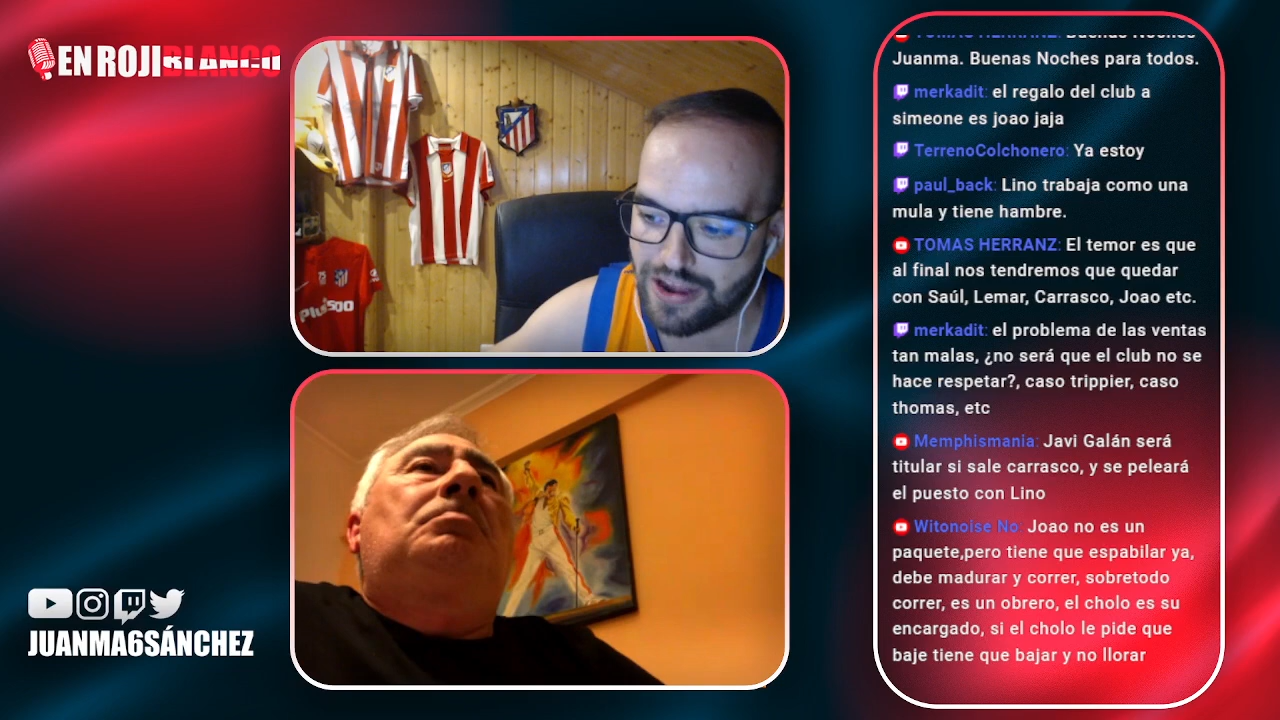 EN ROJIBLANCO
Plus500
JUANMA6SÁNCHEZ
TOMAS HERRANZ: Buenas Noches
Juanma. Buenas Noches para todos.
merkadit: el regalo del club a
simeone es joao jaja
TerrenoColchonero: Ya estoy
paul_back: Lino trabaja como una
mula y tiene hambre.
TOMAS HERRANZ: El temor es que
al final nos tendremos que quedar
con Saúl, Lemar, Carrasco, Joao etc.
merkadit: el problema de las ventas
tan malas, ¿no será que el club no se
hace respetar?, caso trippier, caso
thomas, etc
Memphismania: Javi Galán será
titular si sale carrasco, y se peleará
el puesto con Lino
Witonoise No: Joao no es un
paquete,pero tiene que espabilar ya,
debe madurar y correr, sobretodo
correr, es un obrero, el cholo es su
encargado, si el cholo le pide que
baje tiene que bajar y no llorar